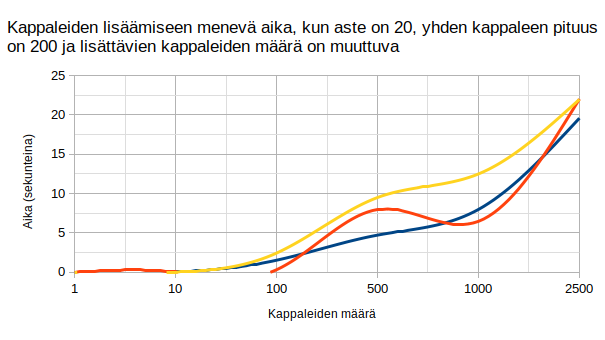 Kappaleiden lisäämiseen menevä aika, kun aste on 20, yhden kappaleen pituus
on 200 ja lisättävien kappaleiden määrä on muuttuva
25
20
15
10
5
0
Aika (sekunteina)
1 10 100 500 1000 2500
Kappaleiden määrä